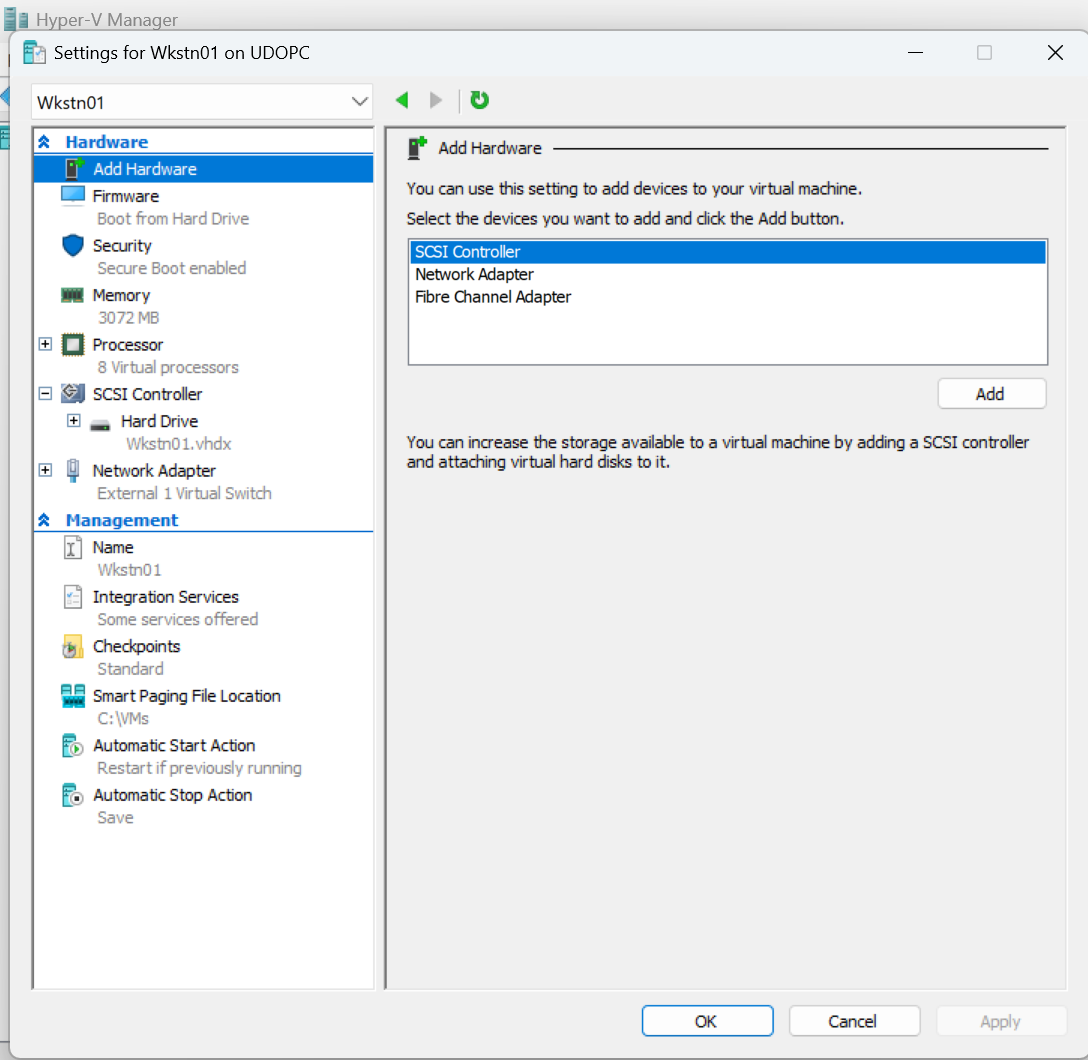 Hyper-V Manager
Settings for Wkstn01 on UDOPC
Wkstn01
Hardware
Add Hardware
Firmware
Boot from Hard Drive
Security
Secure Boot enabled
Memory
3072 MB
Processor
8 Virtual processors
SCSI Controller
Hard Drive
Wkstn01.vhdx
Network Adapter
External 1 Virtual Switch
Management
Name
Wkstn01
Integration Services
Some services offered
Checkpoints
Standard
Smart Paging File Location
C:\VMs
Automatic Start Action
Restart if previously running
Automatic Stop Action
Save
Add Hardware
You can use this setting to add devices to your virtual machine.
Select the devices you want to add and click the Add button.
SCSI Controller
Network Adapter
Fibre Channel Adapter
Add
You can increase the storage available to a virtual machine by adding a SCSI controller
and attaching virtual hard disks to it.
OK
Cancel
Apply